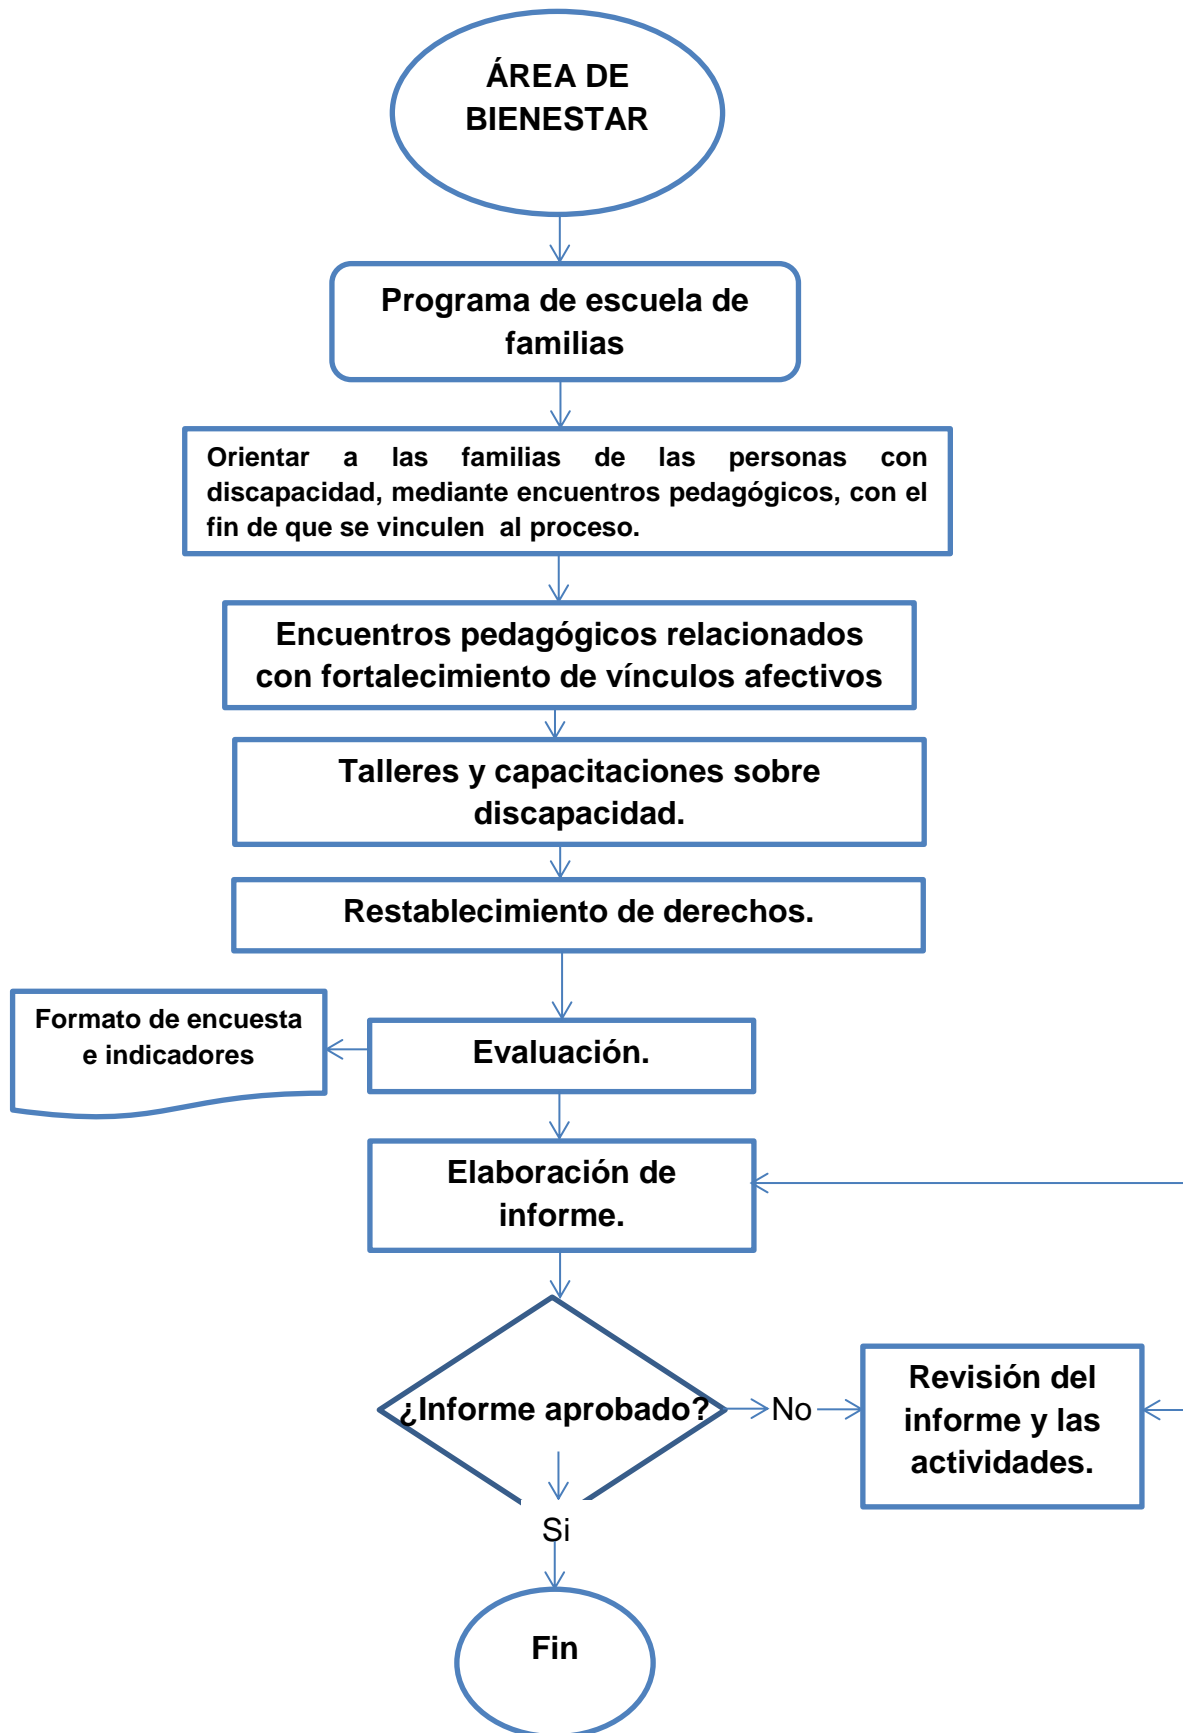 ÁREA DE
BIENESTAR
Programa de escuela de
familias
Orientar a las familias de las personas con
discapacidad, mediante encuentros pedagógicos, con el
fin de que se vinculen al proceso.
Encuentros pedagógicos relacionados
con fortalecimiento de vínculos afectivos
Talleres y capacitaciones sobre
discapacidad.
Restablecimiento de derechos.
Formato de encuesta
e indicadores
Evaluación.
Elaboración de
informe.
¿Informe aprobado?
No
Revisión del
informe y las
actividades.
Si
Fin